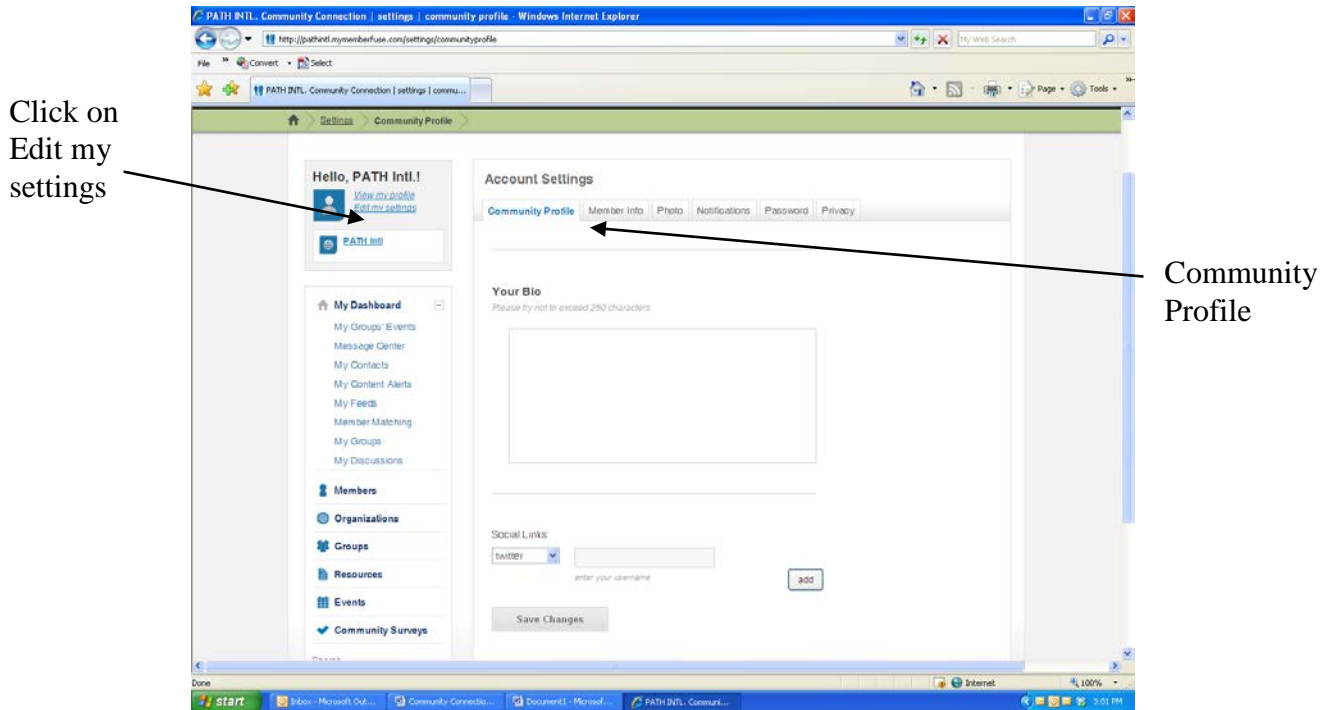 PATH INTL. Community Connection | settings | community profile - Windows Internet Explorer
http://pathintl.mymemberfuse.com/settings/communityprofile
My Web Search
File » Convert Select
PATH INTL. Community Connection | settings | commu...
Page Tools »
Settings Community Profile
Click on
Edit my
settings
Hello, PATH Intl.!
View my profile
Edit my settings
PATH Intl
Account Settings
Community Profile Member Info Photo Notifications Password Privacy
Community
Profile
Your Bio
Please try not to exceed 250 characters
My Dashboard
My Groups' Events
Message Center
My Contacts
My Content Alerts
My Feeds
Member Matching
My Groups
My Discussions
Members
Organizations
Groups
Resources
Events
Community Surveys
Social Links
twitter
enter your username
add
Save Changes
Done Internet 100%
start Inbox - Microsoft Out... Community Connectio... Document1 - Microsof... PATH INTL. Communi... 3:01 PM